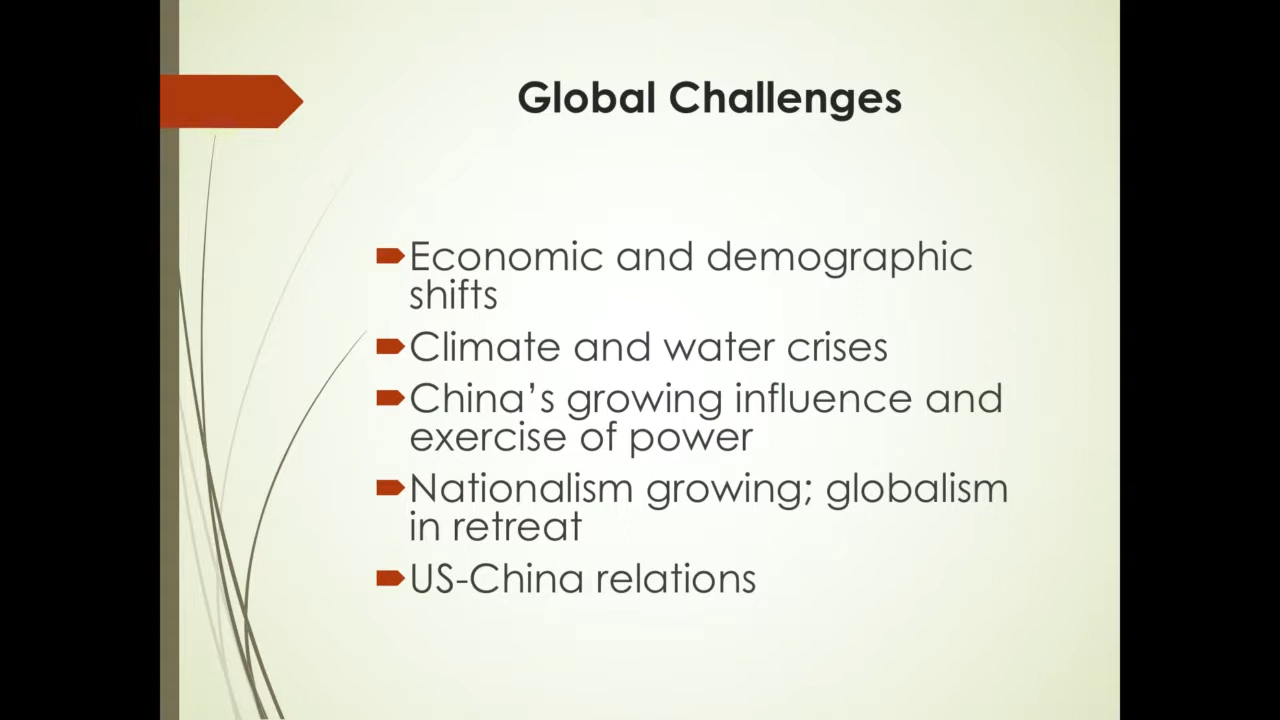 Global Challenges
Economic and demographic
shifts
Climate and water crises
China’s growing influence and
exercise of power
Nationalism growing; globalism
in retreat
US-China relations